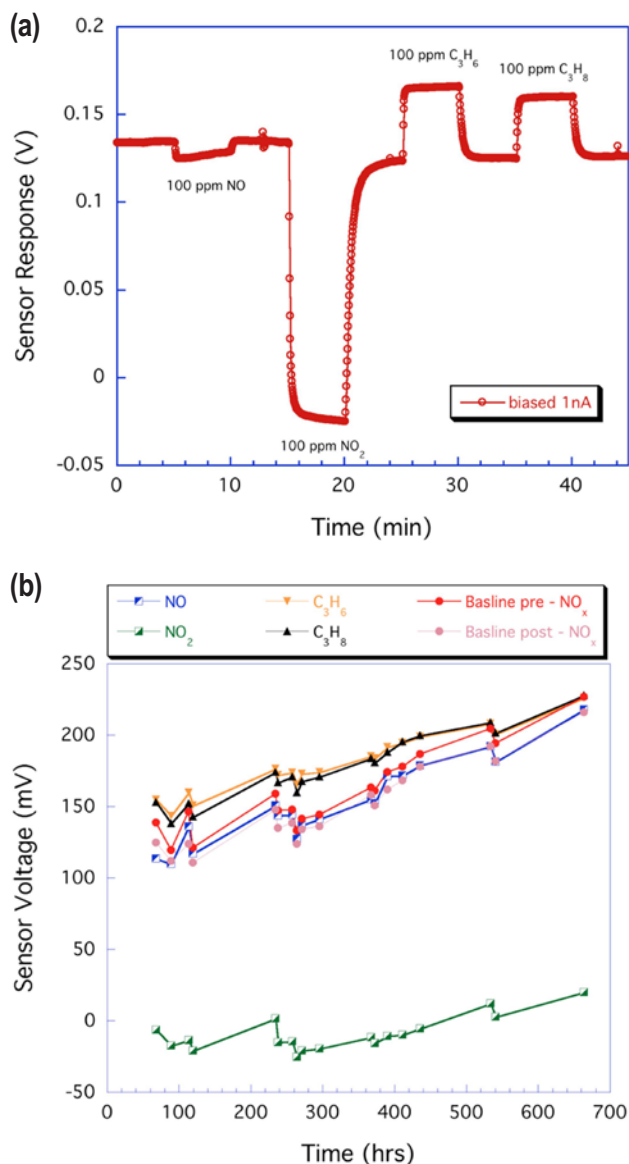 (a)
0.2
0.15
0.1
0.05
0
-0.05
Sensor Response (V)
100 ppm C3H6
100 ppm C3H8
100 ppm NO
100 ppm NO2
biased 1nA
0
10
20
30
40
Time (min)
(b)
NO
C3H6
Basline pre - NOx
NO2
C3H8
Basline post - NOx
250
200
150
100
50
0
-50
Sensor Voltage (mV)
0
100
200
300
400
500
600
700
Time (hrs)